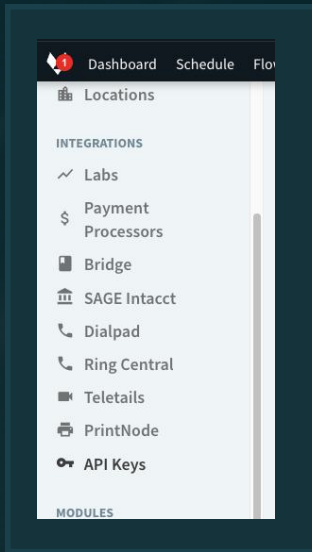 1
Dashboard Schedule
Locations
INTEGRATIONS
Labs
Payment
Processors
Bridge
SAGE Intacct
Dialpad
Ring Central
Teletails
PrintNode
API Keys
MODULES